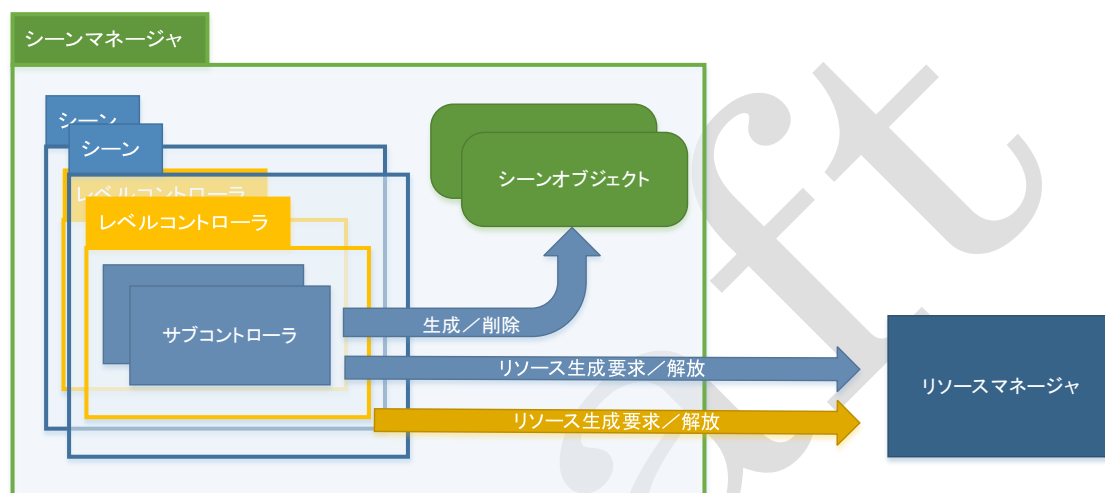 シーンマネージャ
シーン
シーン
レベルコントローラ
レベルコントローラ
サブコントローラ
シーンオブジェクト
生成／削除
リソース生成要求／解放
リソース生成要求／解放
リソースマネージャ
aft